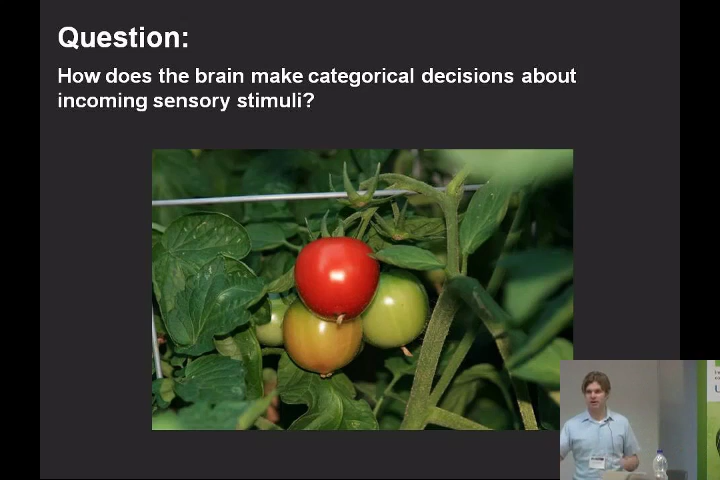 Question:
How does the brain make categorical decisions about
incoming sensory stimuli?